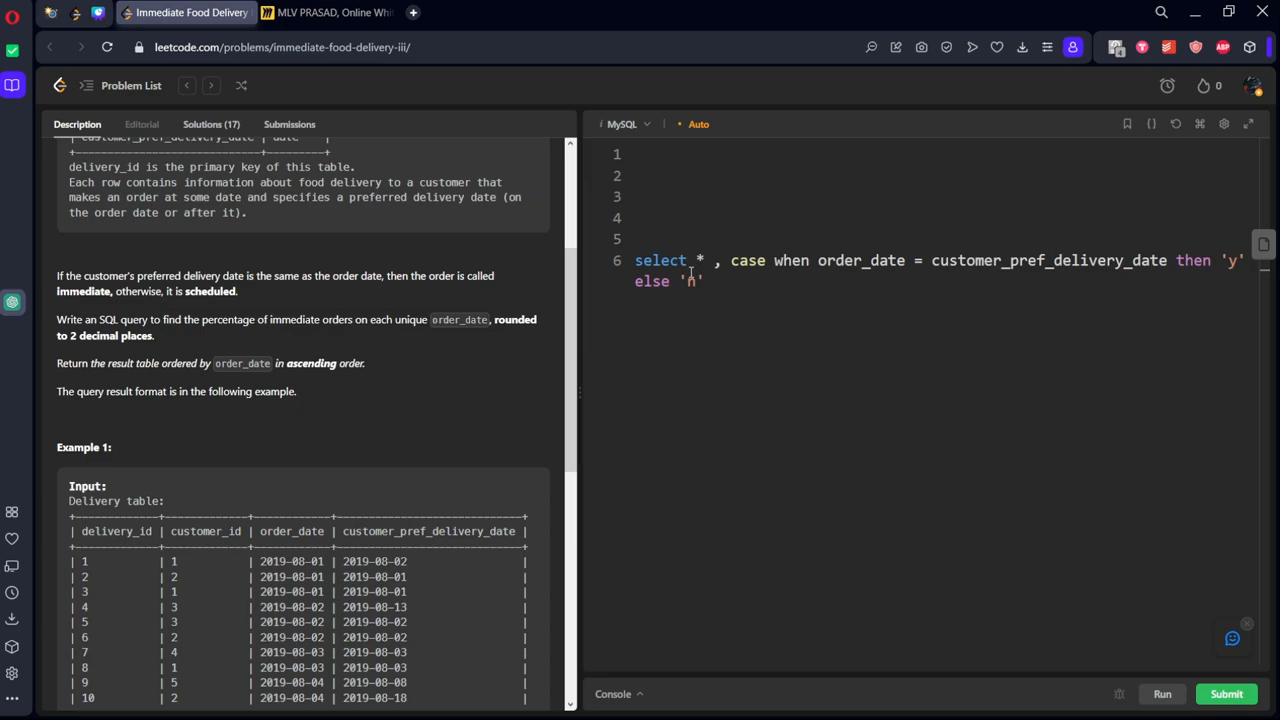 Immediate Food Delivery
MLV PRASAD, Online Whi
leetcode.com/problems/immediate-food-delivery-iii/
4
ABP
Problem List
0
Description
Editorial
Solutions (17)
Submissions
MySQL
Auto
| customer_pref_delivery_date | date |
+-----------------------------+---------+
delivery_id is the primary key of this table.
Each row contains information about food delivery to a customer that
makes an order at some date and specifies a preferred delivery date (on
the order date or after it).
If the customer's preferred delivery date is the same as the order date, then the order is called
immediate, otherwise, it is scheduled.
Write an SQL query to find the percentage of immediate orders on each unique order_date, rounded
to 2 decimal places.
Return the result table ordered by order_date in ascending order.
The query result format is in the following example.
Example 1:
Input:
Delivery table:
+-------------+-------------+------------+-----------------------------+
| delivery_id | customer_id | order_date | customer_pref_delivery_date |
+-------------+-------------+------------+-----------------------------+
| 1 | 1 | 2019-08-01 | 2019-08-02 |
| 2 | 2 | 2019-08-01 | 2019-08-01 |
| 3 | 1 | 2019-08-01 | 2019-08-01 |
| 4 | 3 | 2019-08-02 | 2019-08-13 |
| 5 | 3 | 2019-08-02 | 2019-08-02 |
| 6 | 2 | 2019-08-02 | 2019-08-02 |
| 7 | 4 | 2019-08-03 | 2019-08-03 |
| 8 | 1 | 2019-08-03 | 2019-08-03 |
| 9 | 5 | 2019-08-04 | 2019-08-08 |
| 10 | 2 | 2019-08-04 | 2019-08-18 |
1
2
3
4
5
6 select * , case when order_date = customer_pref_delivery_date then 'y'
else 'n'
Console
Run
Submit